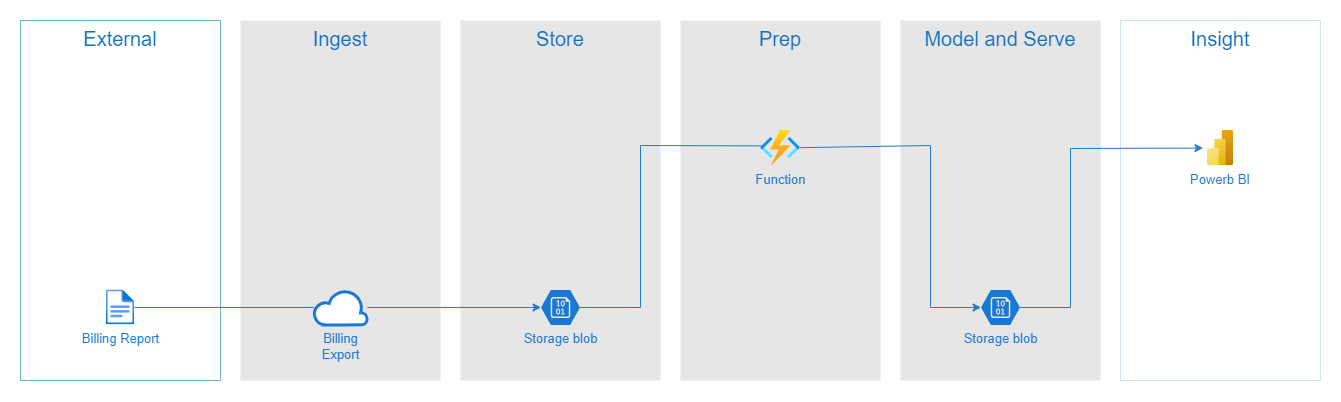 External
Ingest
Store
Prep
Model and Serve
Insight
Function
Powerb BI
10
01
10
01
Billing Report
Billing
Export
Storage blob
Storage blob